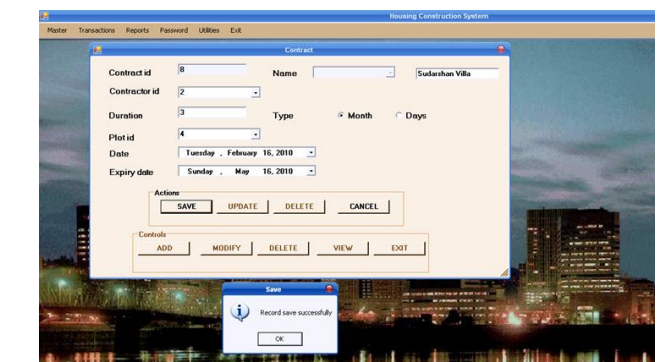 Housing Construction System
Master Transactions Reports Password Utilities Exit
Contract
Contract id 8 Name Sudarshan Villa
Contractor id 2
Duration 3 Type Month Days
Plot id 4
Date Tuesday , February 16, 2010
Expiry date Sunday , May 16, 2010
Actions
SAVE UPDATE DELETE CANCEL
Controls
ADD MODIFY DELETE VIEW EXIT
Save
Record save successfully
OK